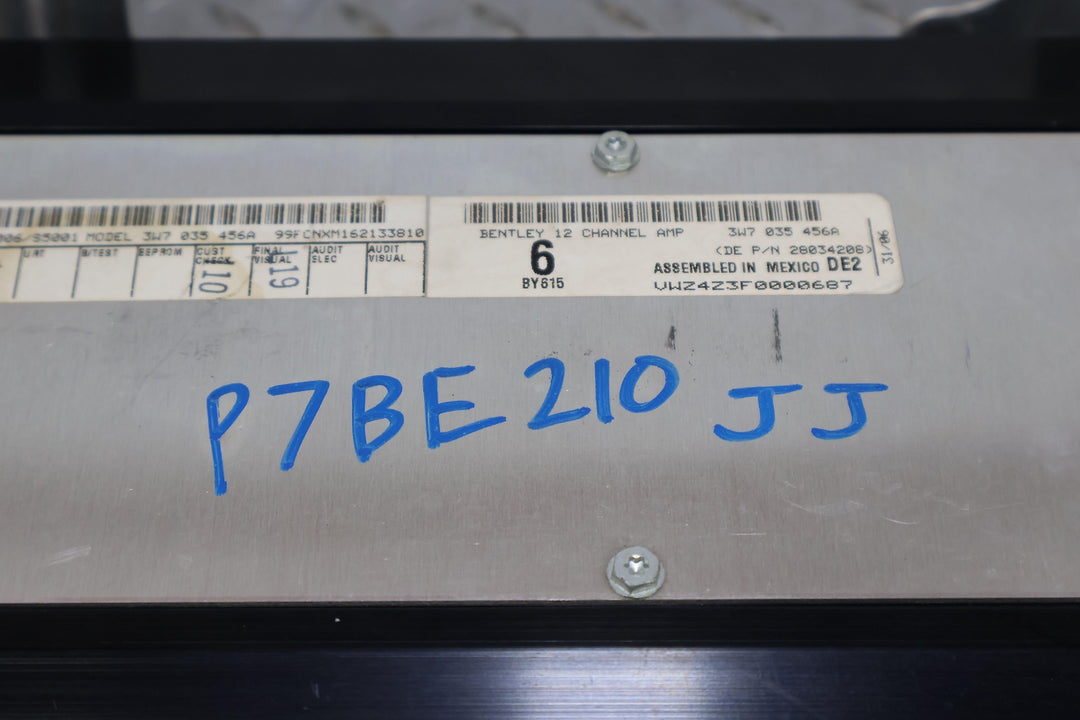 006/S5001 MODEL 3W7 035 456A 99FCNXM162133810
URT B/TEST EEPROM CUST CHECK FINAL VISUAL AUDIT ELEC AUDIT VISUAL
10 119
BENTLEY 12 CHANNEL AMP 3W7 035 456A
6 (DE P/N 28034208)
BY615 ASSEMBLED IN MEXICO DE2
VWZ4Z3F0000687
31/06
P7BE210 JJ